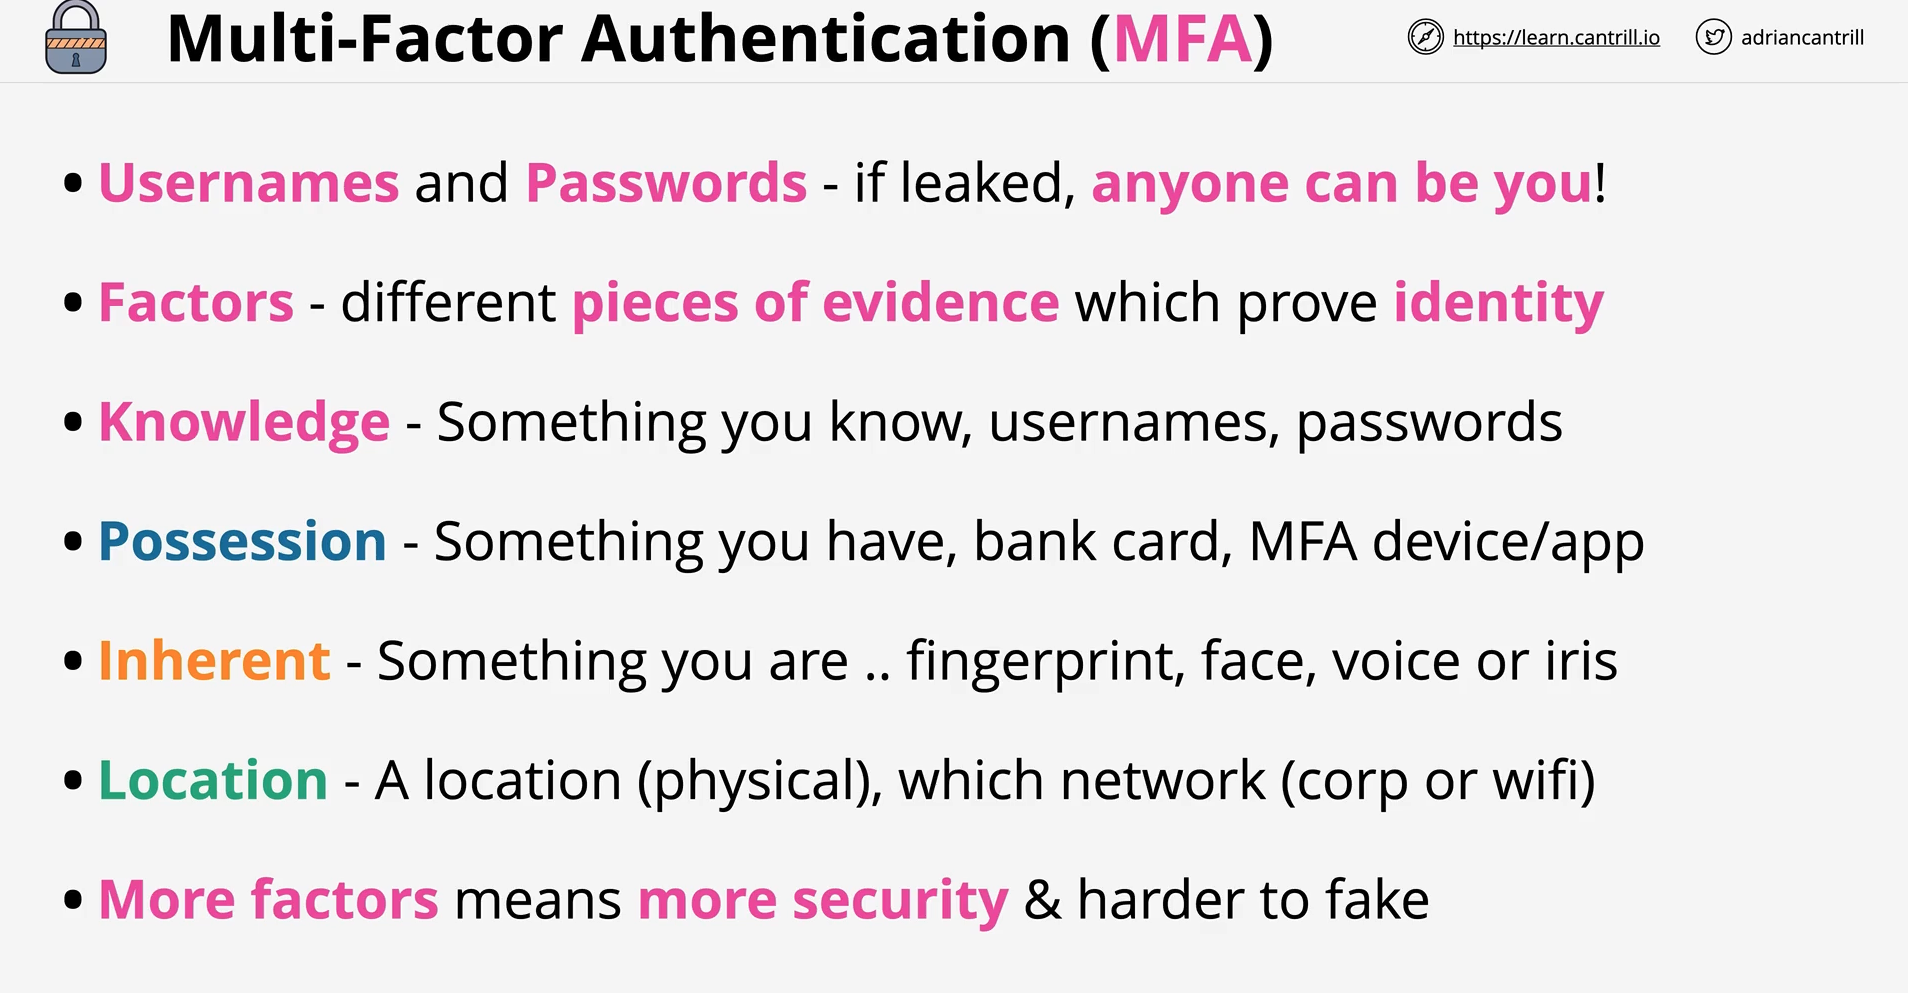 Multi-Factor Authentication (MFA)
https://learn.cantrill.io
adriancantrill
• Usernames and Passwords - if leaked, anyone can be you!
• Factors - different pieces of evidence which prove identity
• Knowledge - Something you know, usernames, passwords
• Possession - Something you have, bank card, MFA device/app
• Inherent - Something you are .. fingerprint, face, voice or iris
• Location - A location (physical), which network (corp or wifi)
• More factors means more security & harder to fake